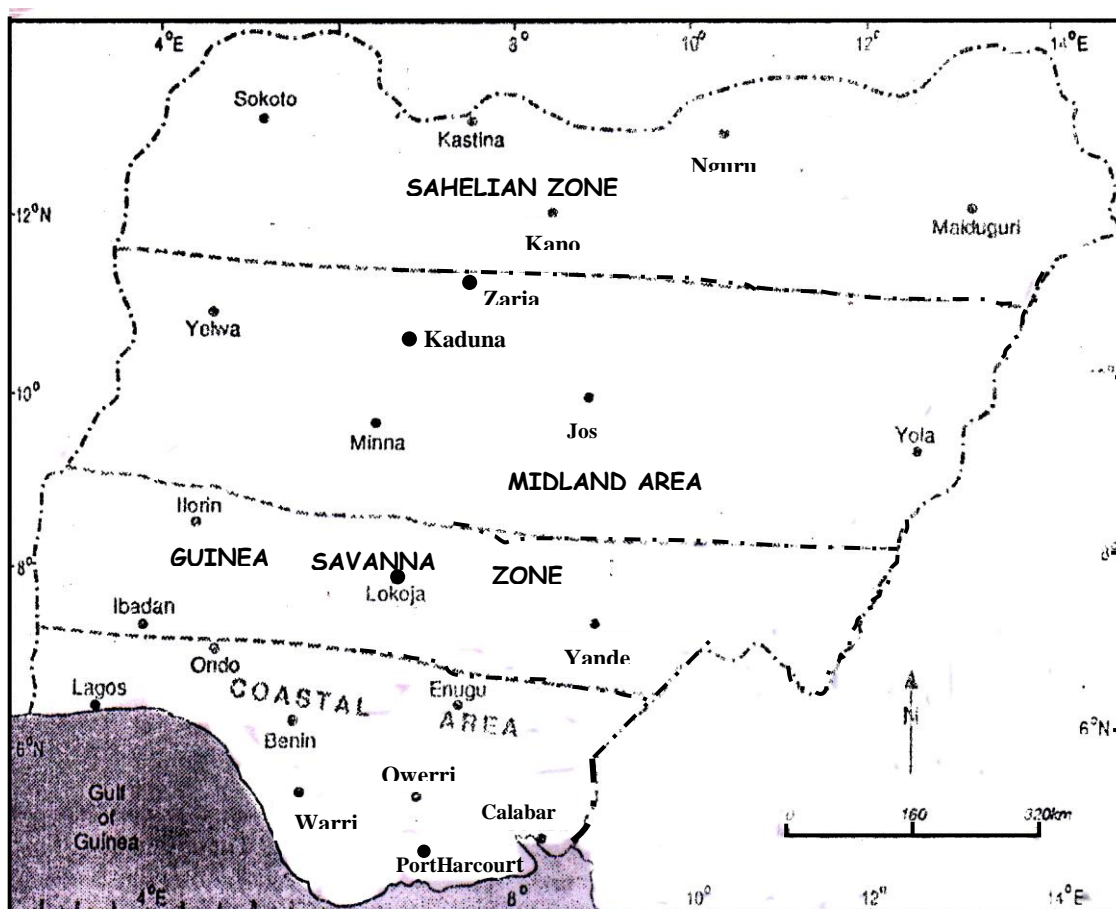 4°E
8°
10°
12°
14°
E
Sokoto
Kastina
Nguru
SAHELIAN ZONE
12°
N
Kano
Maiduguri
Zaria
Yelwa
Kaduna
10°
Minna
Jos
Yola
MIDLAND AREA
Ilorin
GUINEA SAVANNA ZONE
8°
8°
Lokoja
Ibadan
Yande
Ondo
Lagos
COASTAL
Enugu
AREA
Benin
N
6°N
6°N
Owerri
Gulf
of
Guinea
Warri
Calabar
0 160 320km
PortHarcourt
4°E
8°
10°
12°
14°E